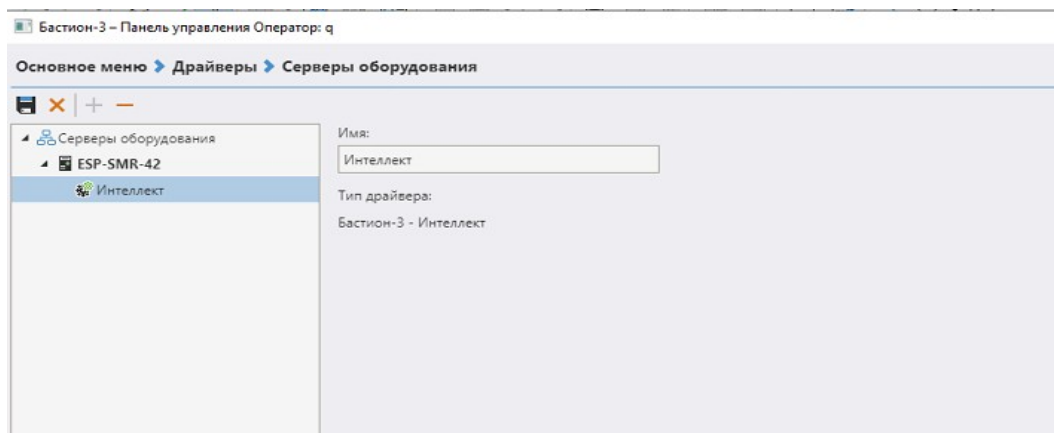 Бастион-3 – Панель управления Оператор: q
Основное меню Драйверы Серверы оборудования
Серверы оборудования
ESP-SMR-42
Интеллект
Имя:
Интеллект
Тип драйвера:
Бастион-3 - Интеллект